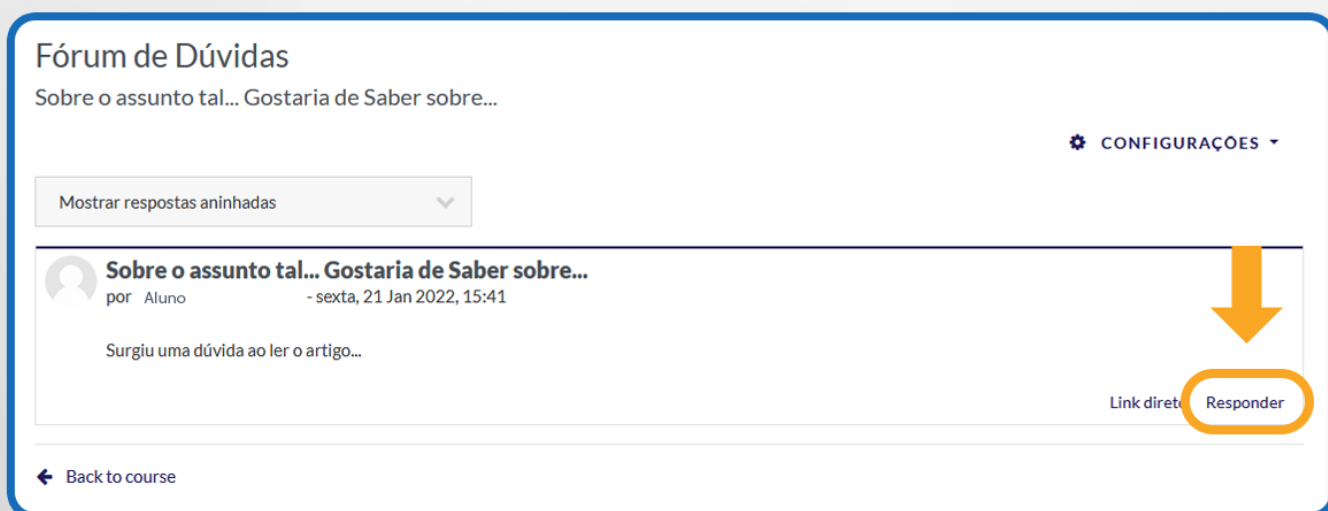 Fórum de Dúvidas
Sobre o assunto tal... Gostaria de Saber sobre...
CONFIGURAÇÕES
Mostrar respostas aninhadas
Sobre o assunto tal... Gostaria de Saber sobre...
por Aluno - sexta, 21 Jan 2022, 15:41
Surgiu uma dúvida ao ler o artigo...
Link direto Responder
Back to course